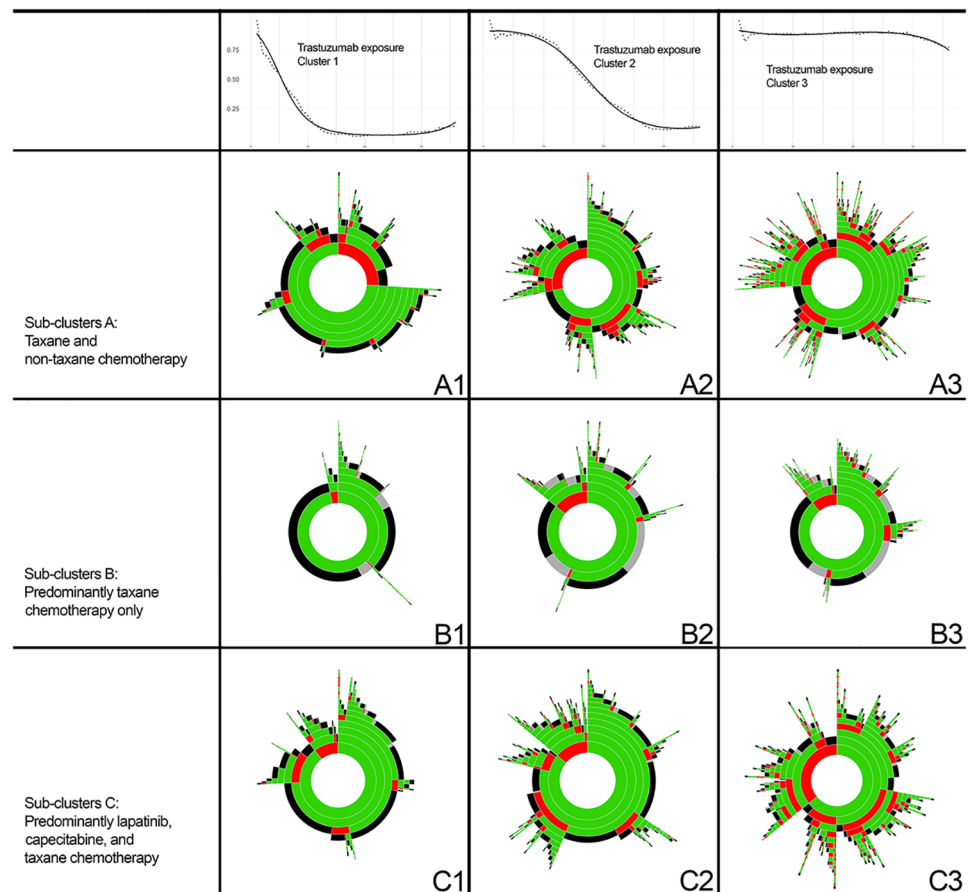 0.75
0.50
0.25
Trastuzumab exposure
Cluster 1
Trastuzumab exposure
Cluster 2
Trastuzumab exposure
Cluster 3
Sub-clusters A:
Taxane and
non-taxane chemotherapy
A1
A2
A3
Sub-clusters B:
Predominantly taxane
chemotherapy only
B1
B2
B3
Sub-clusters C:
Predominantly lapatinib,
capecitabine, and
taxane chemotherapy
C1
C2
C3